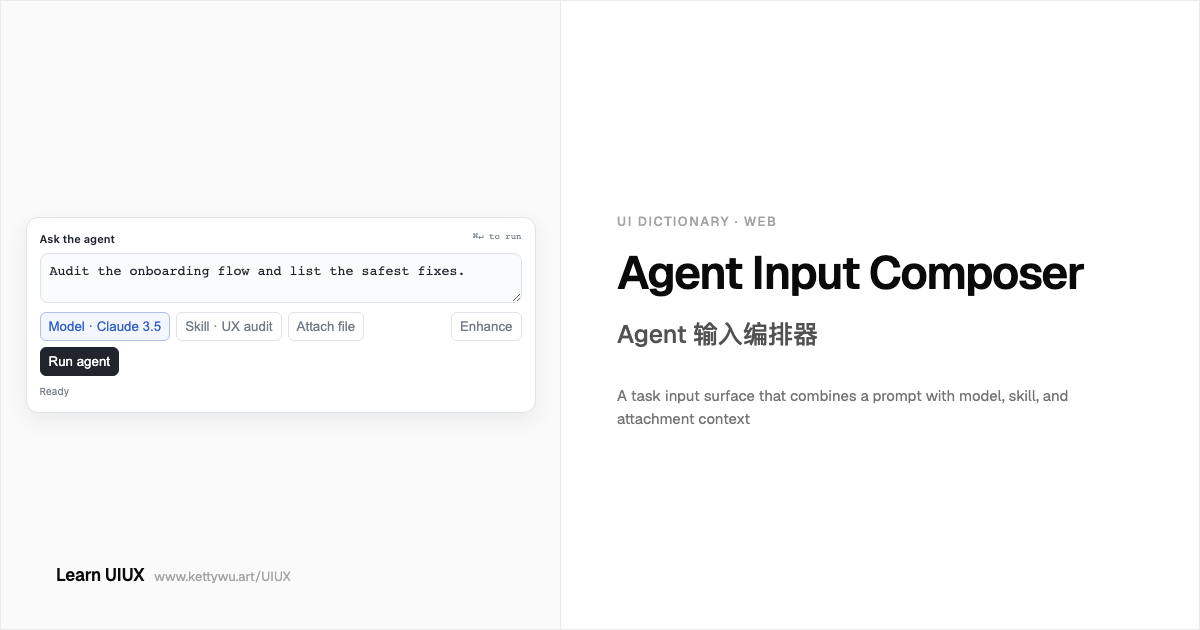 Ask the agent
⌘↵ to run
Audit the onboarding flow and list the safest fixes.
Model · Claude 3.5
Skill · UX audit
Attach file
Enhance
Run agent
Ready
Learn UIUX
www.kettywu.art/UIUX
UI DICTIONARY · WEB
Agent Input Composer
Agent 输入编排器
A task input surface that combines a prompt with model, skill, and
attachment context